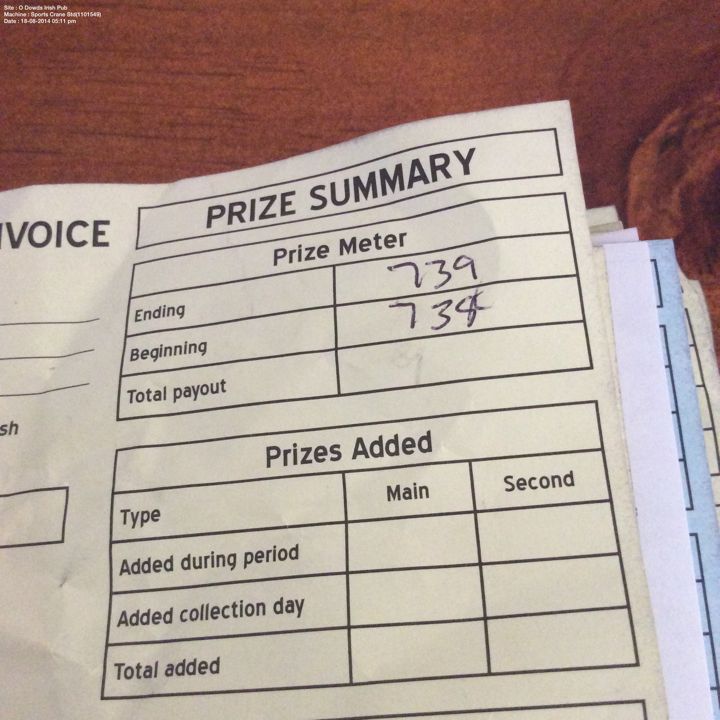 Site : O Dowds Irish Pub
Machine : Sports Crane Std(1101549)
Date : 18-08-2014 05:11 pm
PRIZE SUMMARY
VOICE
Prize Meter
Ending 739
Beginning
Total payout
sh
Prizes Added
Type Main Second
Added during period
Added collection day
Total added